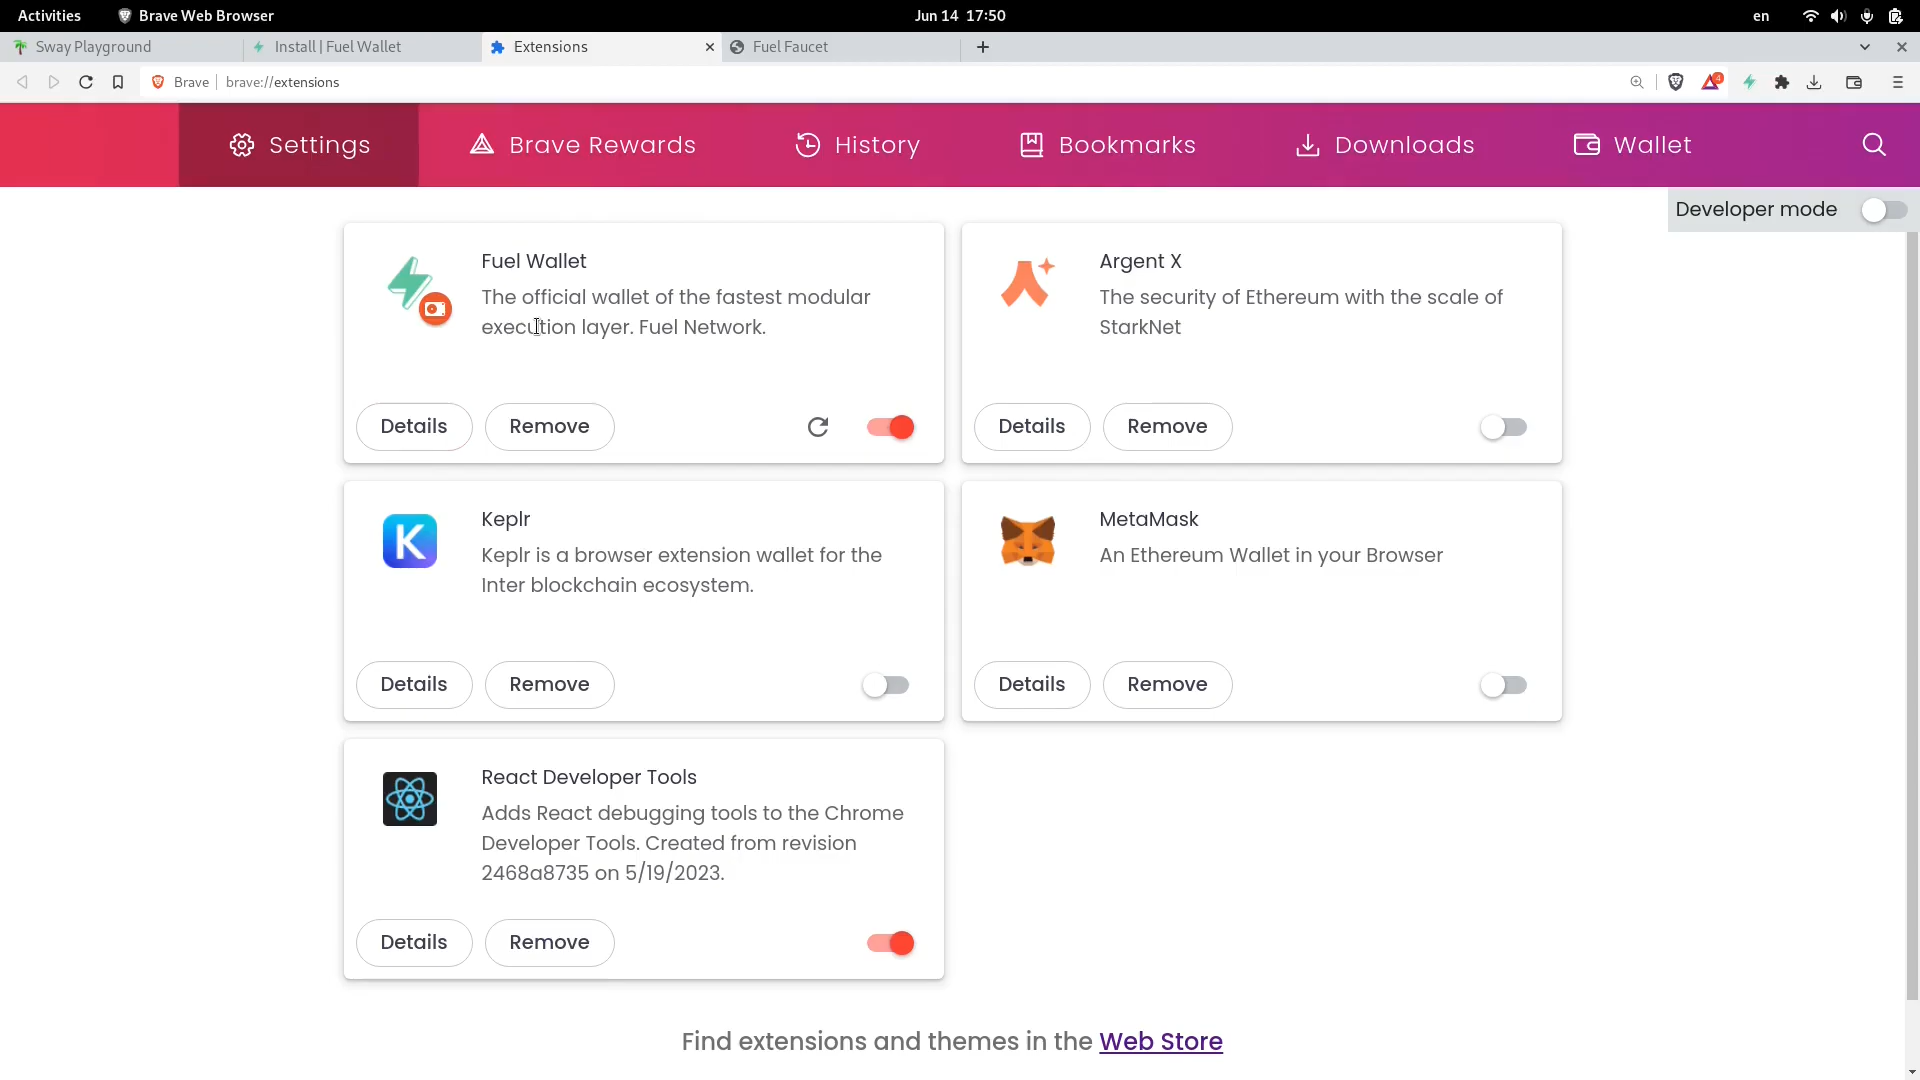 Activities
Brave Web Browser
Jun 14 17:50
en
Sway Playground
Install | Fuel Wallet
Extensions
Fuel Faucet
Brave
brave://extensions
4
Settings
Brave Rewards
History
Bookmarks
Downloads
Wallet
Developer mode
Fuel Wallet
The official wallet of the fastest modular
execution layer. Fuel Network.
Details
Remove
Argent X
The security of Ethereum with the scale of
StarkNet
Details
Remove
K
Keplr
Keplr is a browser extension wallet for the
Inter blockchain ecosystem.
Details
Remove
MetaMask
An Ethereum Wallet in your Browser
Details
Remove
React Developer Tools
Adds React debugging tools to the Chrome
Developer Tools. Created from revision
2468a8735 on 5/19/2023.
Details
Remove
Find extensions and themes in the Web Store